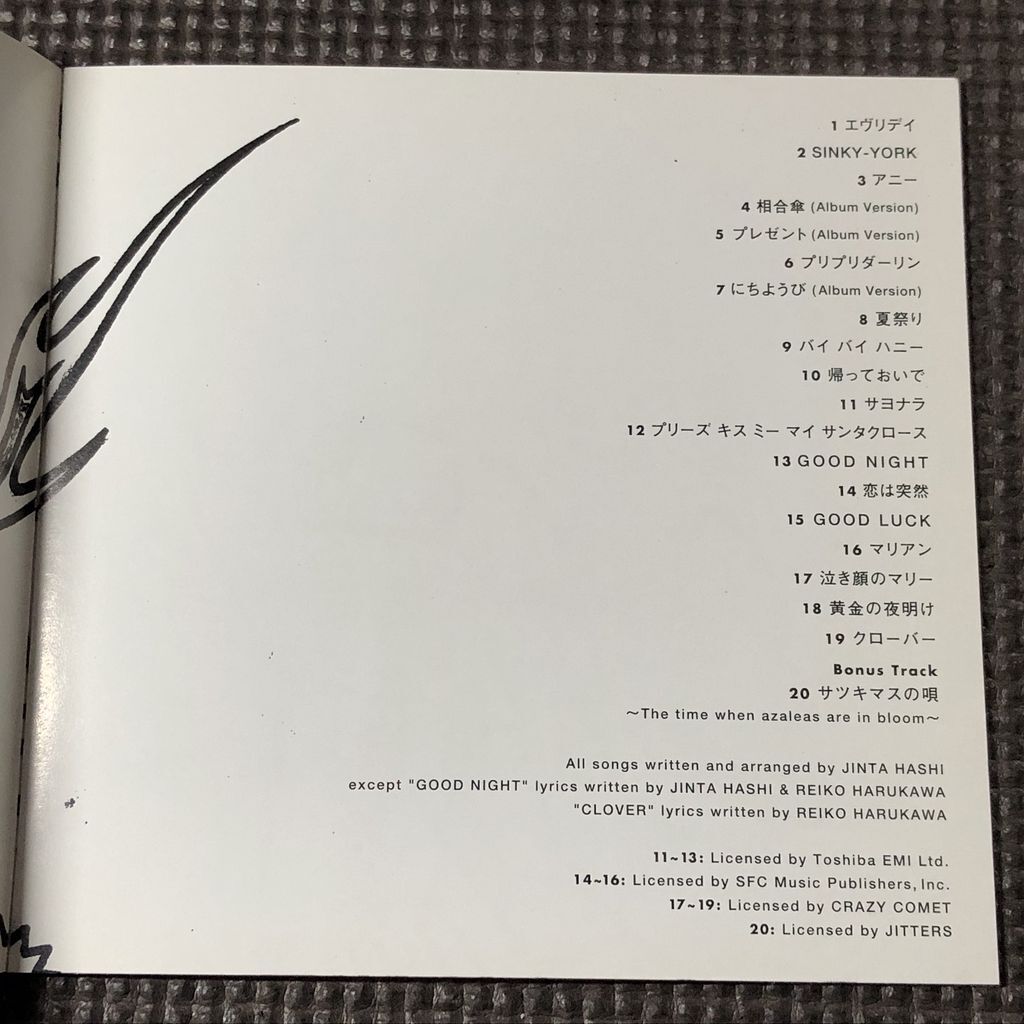 1 エヴリデイ
2 SINKY-YORK
3 アニー
4 相合傘 (Album Version)
5 プレゼント (Album Version)
6 プリプリダーリン
7 にちようび (Album Version)
8 夏祭り
9 バイ バイ ハニー
10 帰っておいで
11 サヨナラ
12 プリーズ キス ミー マイ サンタクロース
13 GOOD NIGHT
14 恋は突然
15 GOOD LUCK
16 マリアン
17 泣き顔のマリー
18 黄金の夜明け
19 クローバー
Bonus Track
20 サツキマスの唄
～The time when azaleas are in bloom～
All songs written and arranged by JINTA HASHI
except "GOOD NIGHT" lyrics written by JINTA HASHI & REIKO HARUKAWA
"CLOVER" lyrics written by REIKO HARUKAWA
11~13: Licensed by Toshiba EMI Ltd.
14~16: Licensed by SFC Music Publishers, Inc.
17~19: Licensed by CRAZY COMET
20: Licensed by JITTERS